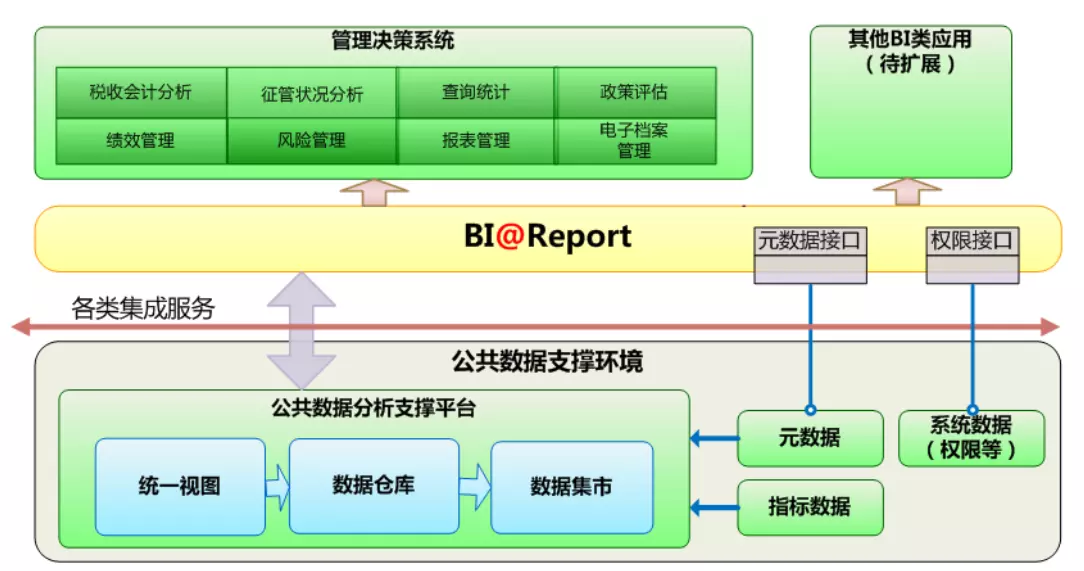 管理决策系统
税收会计分析
征管状况分析
查询统计
政策评估
绩效管理
风险管理
报表管理
电子档案
管理
其他BI类应用
（待扩展）
BI@Report
元数据接口
权限接口
各类集成服务
公共数据支撑环境
公共数据分析支撑平台
统一视图
数据仓库
数据集市
元数据
系统数据
（权限等）
指标数据